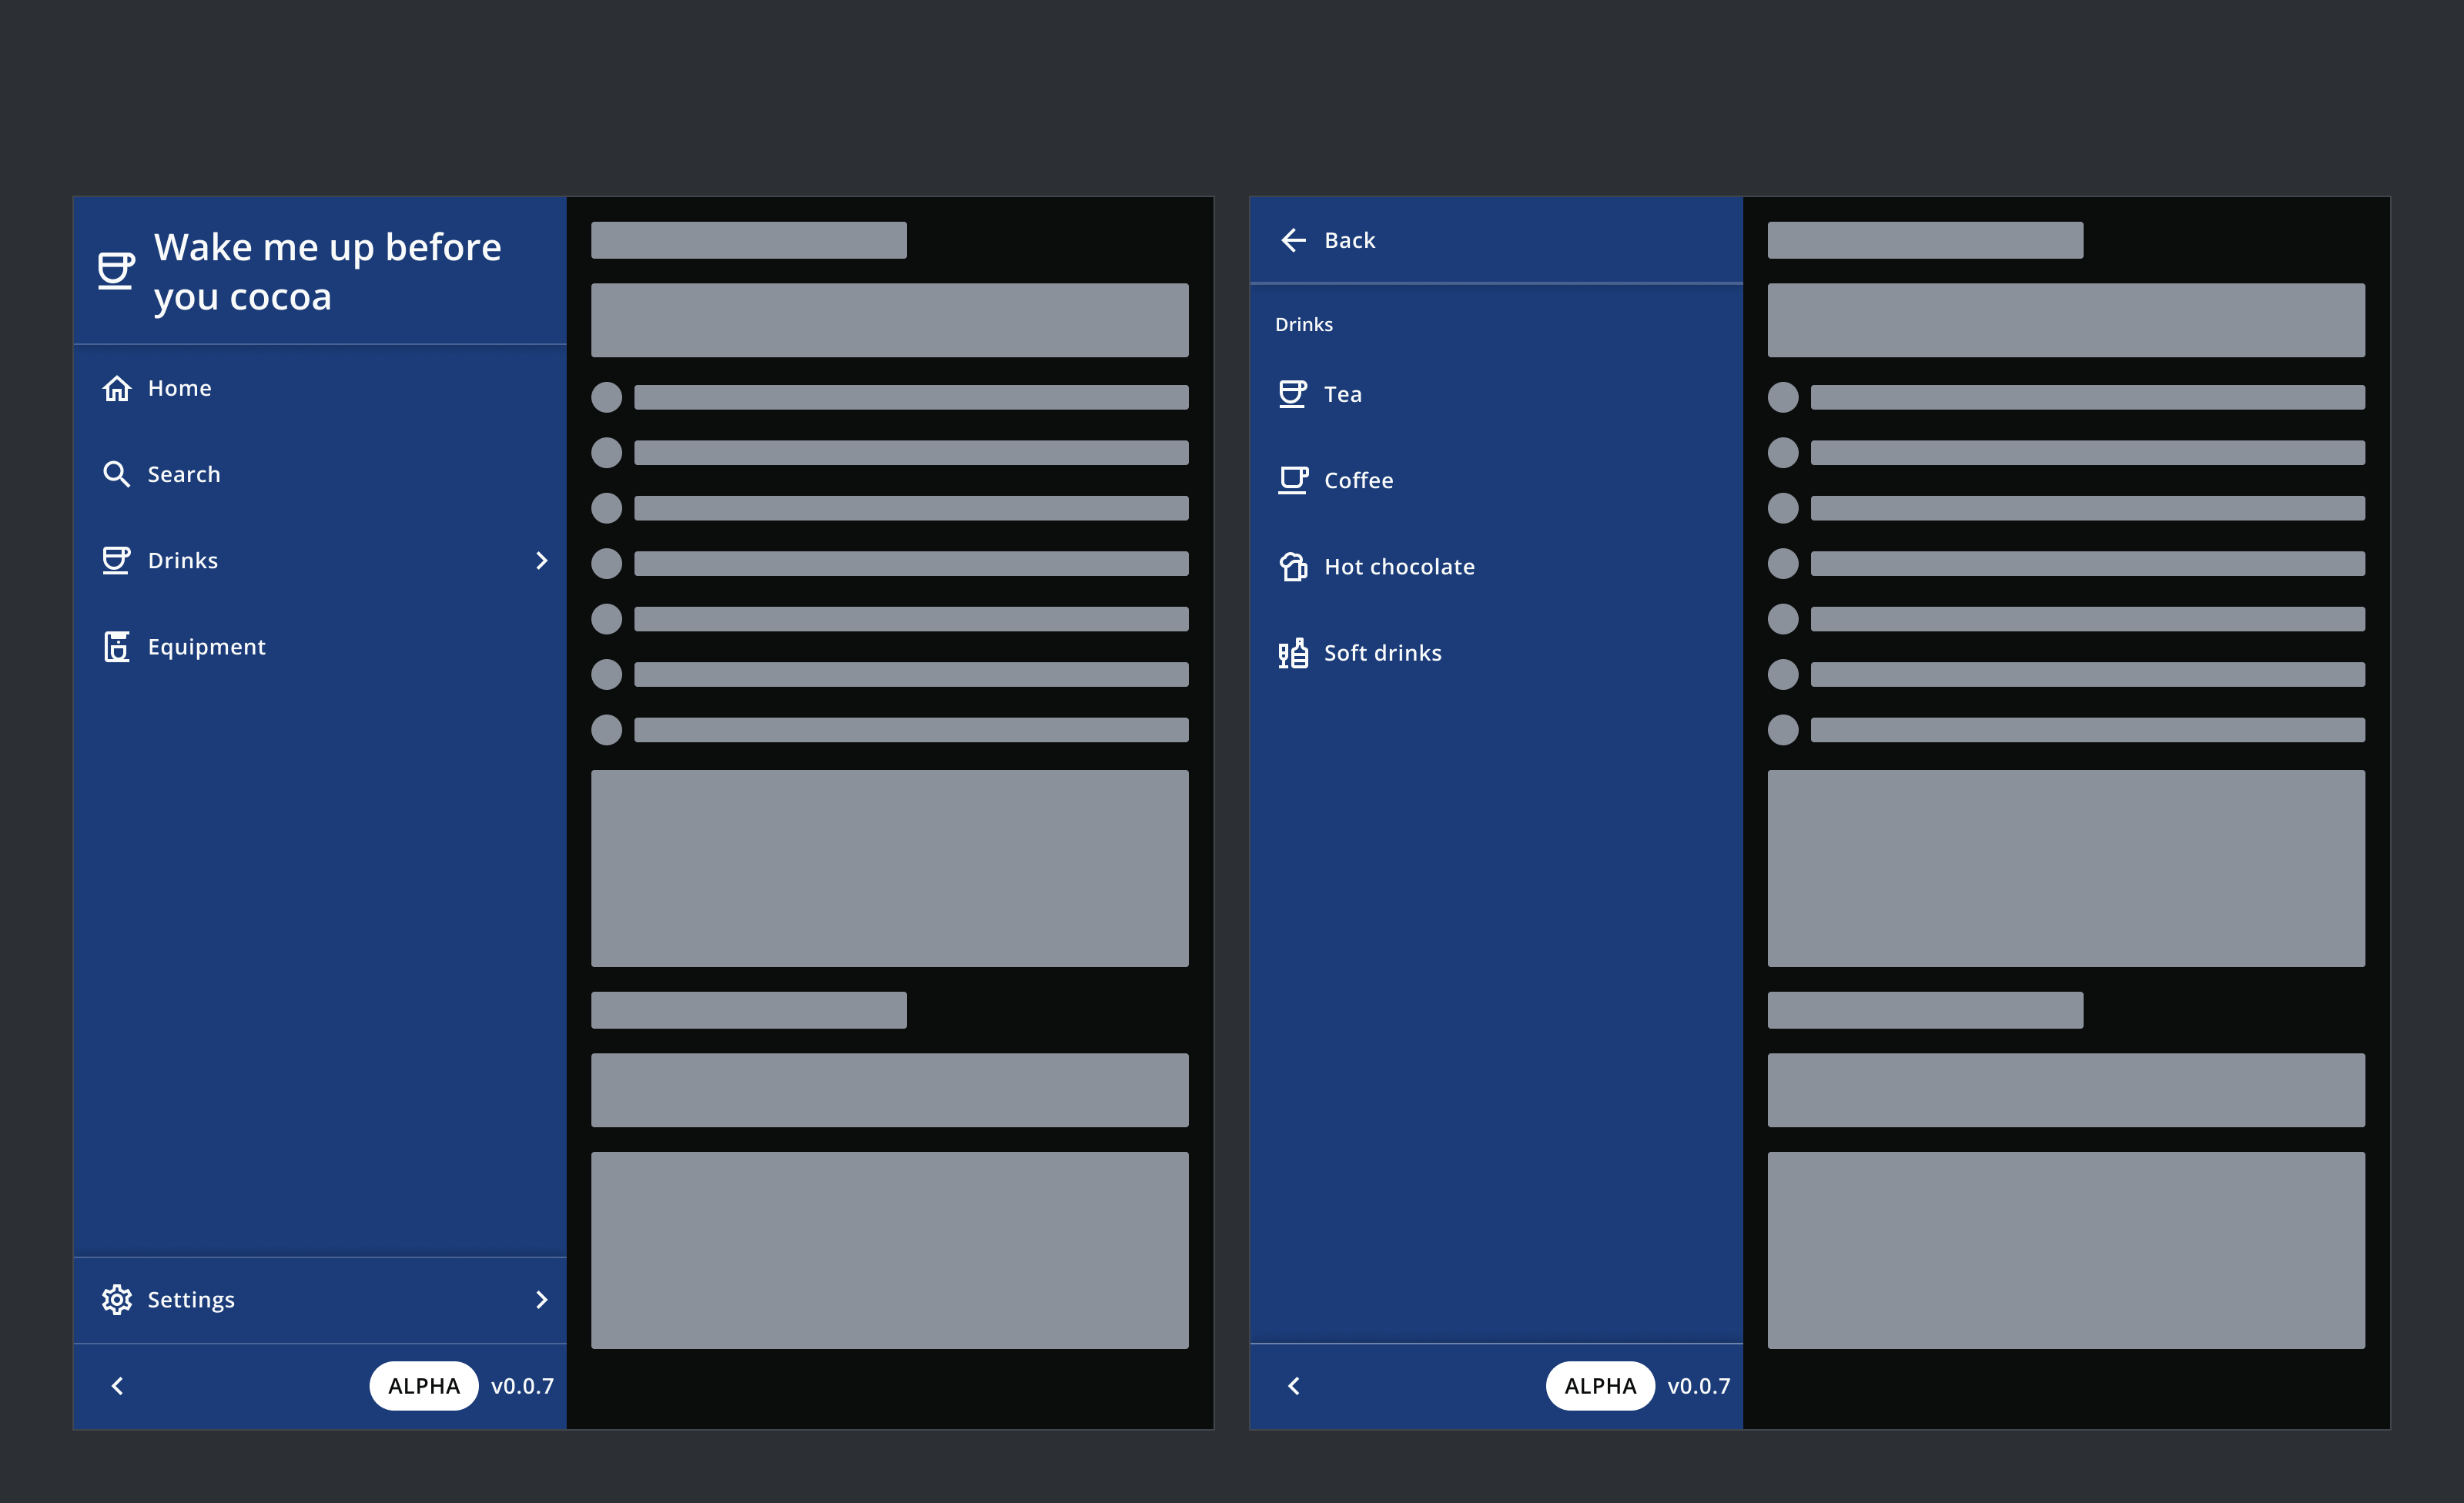 Wake me up before
you cocoa
Home
Search
Drinks
Equipment
Settings
ALPHA v0.0.7
Back
Drinks
Tea
Coffee
Hot chocolate
Soft drinks
ALPHA v0.0.7